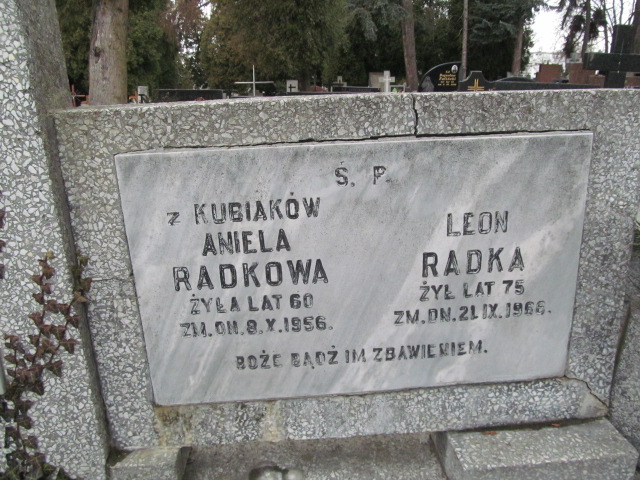 Ś. P.
z KUBIAKÓW
ANIELA
RADKOWA
ŻYŁA LAT 60
ZM. DN. 8. X. 1956.
LEON
RADKA
ŻYŁ LAT 75
ZM. DN. 21. IX. 1966.
BOŻE BĄDŹ IM ZBAWIENIEM.